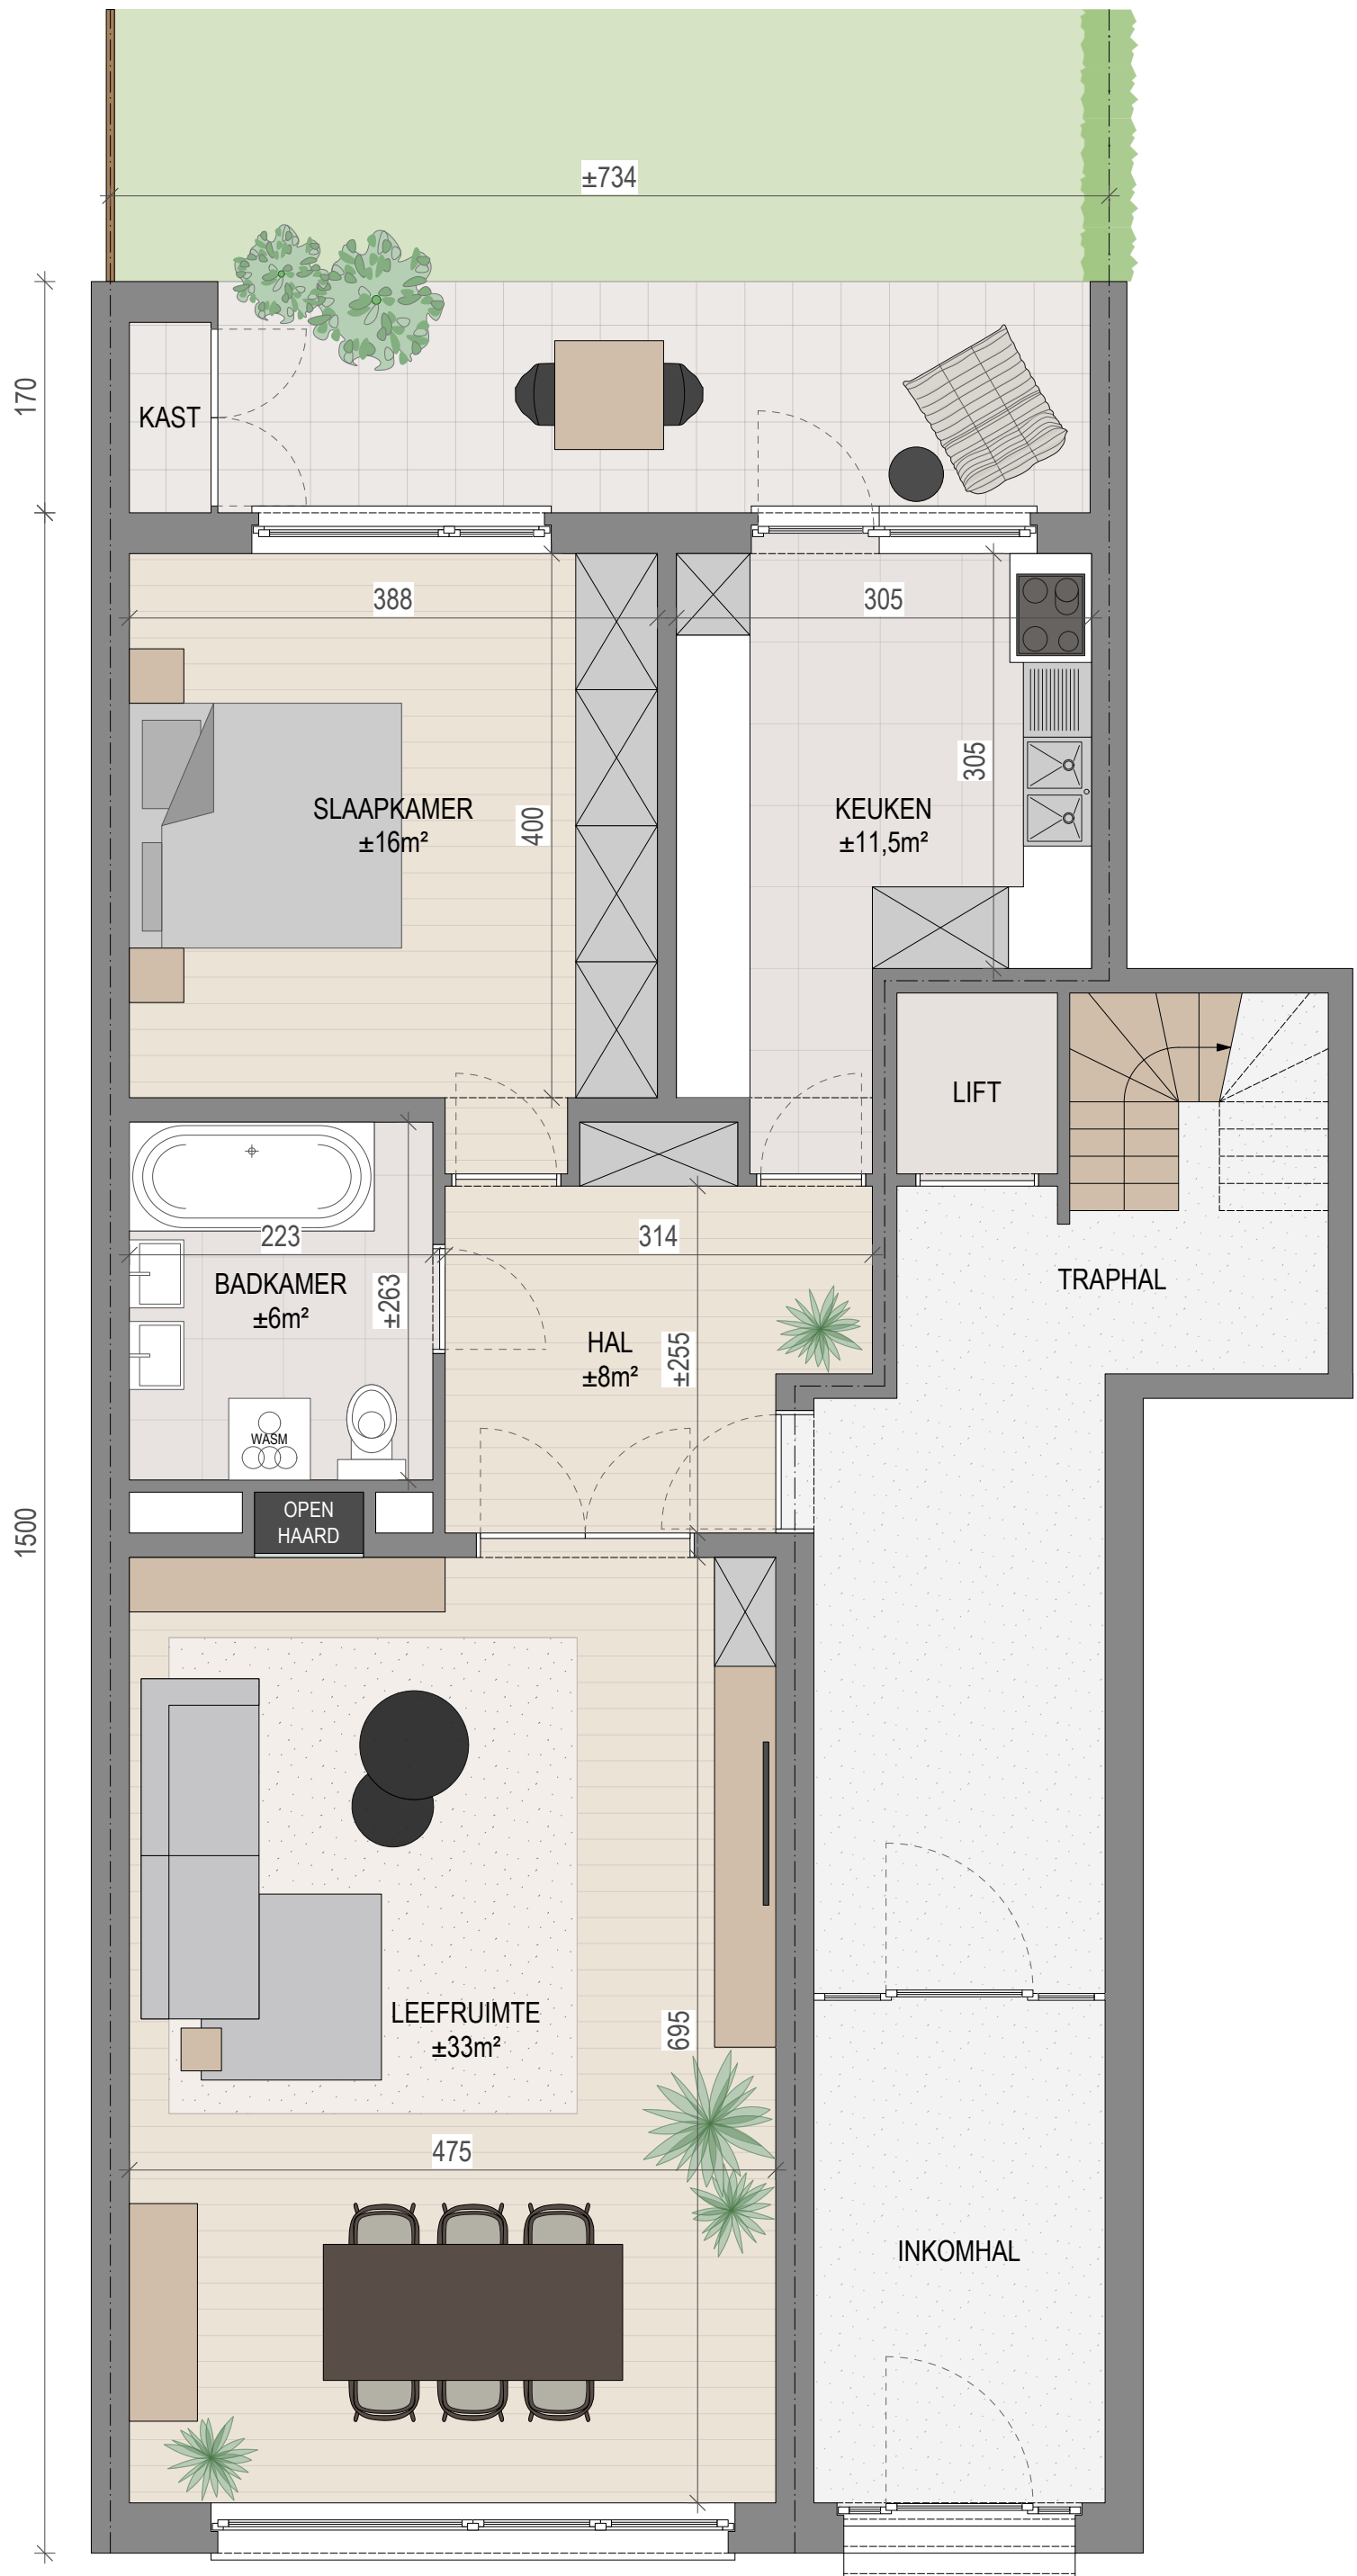 ±734
170
KAST
388
305
305
SLAAPKAMER
±16m²
400
KEUKEN
±11,5m²
LIFT
223
314
TRAPHAL
BADKAMER
±6m²
±263
HAL
±8m²
±255
WASM
OPEN
HAARD
1500
LEEFRUIMTE
±33m²
695
475
INKOMHAL